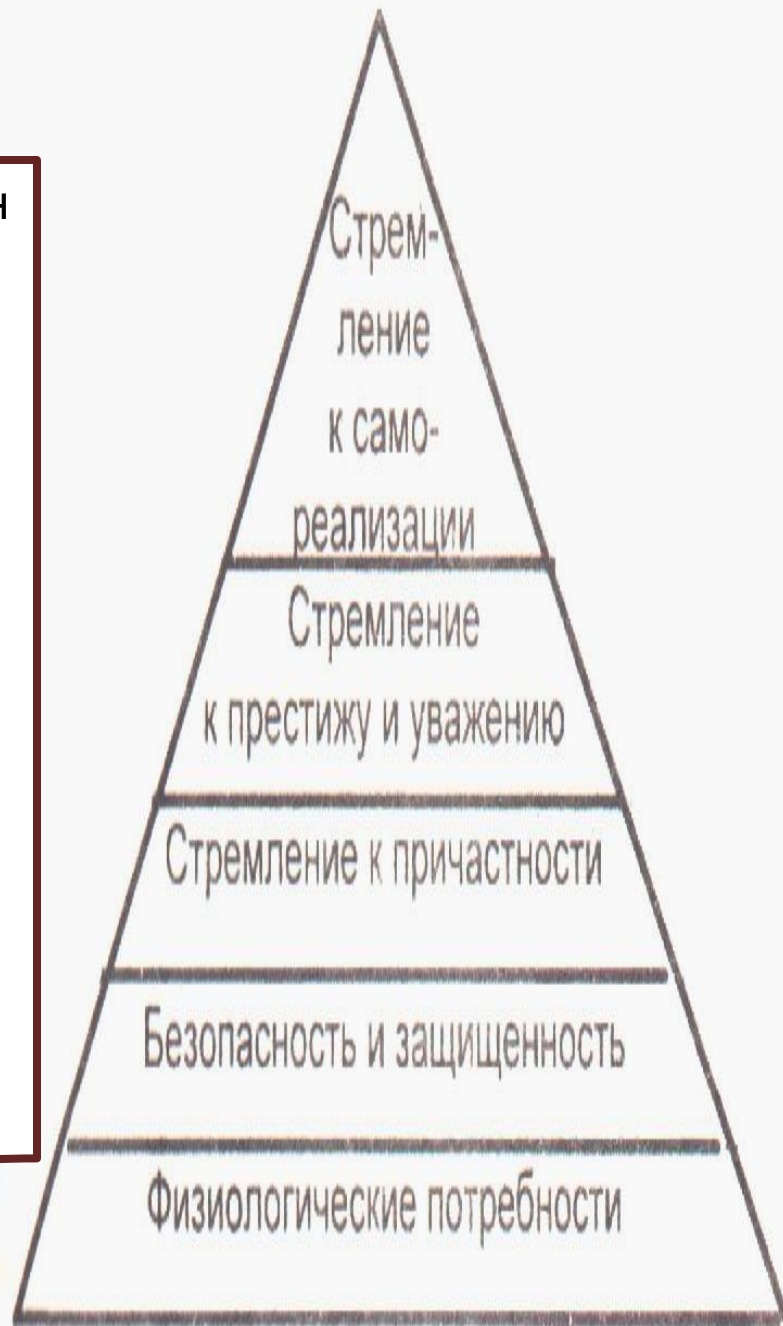 н
Стрем-
ление
к само-
реализации
Стремление
к престижу и уважению
Стремление к причастности
Безопасность и защищенность
Физиологические потребности